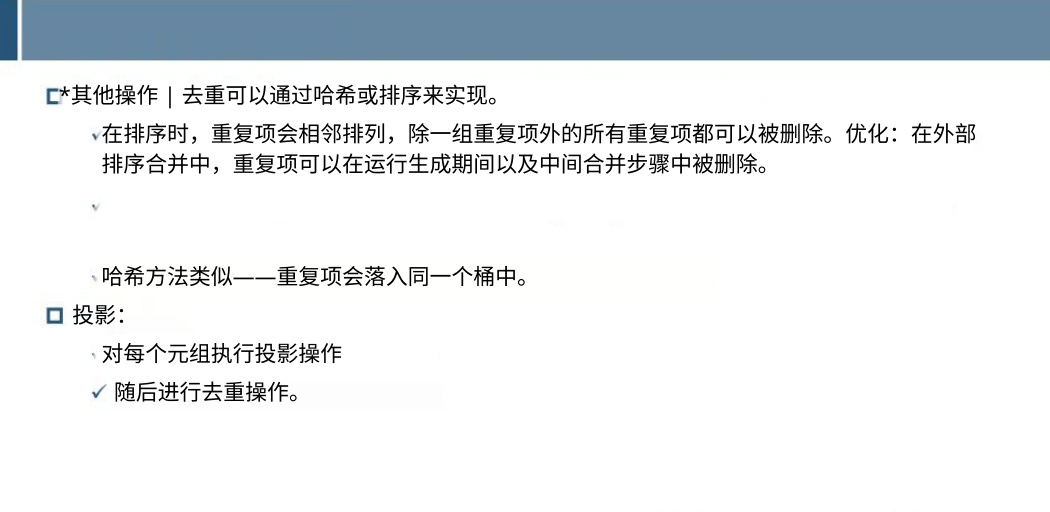 *其他操作 | 去重可以通过哈希或排序来实现。
在排序时，重复项会相邻排列，除一组重复项外的所有重复项都可以被删除。优化：在外部
排序合并中，重复项可以在运行生成期间以及中间合并步骤中被删除。
哈希方法类似——重复项会落入同一个桶中。
投影：
对每个元组执行投影操作
随后进行去重操作。